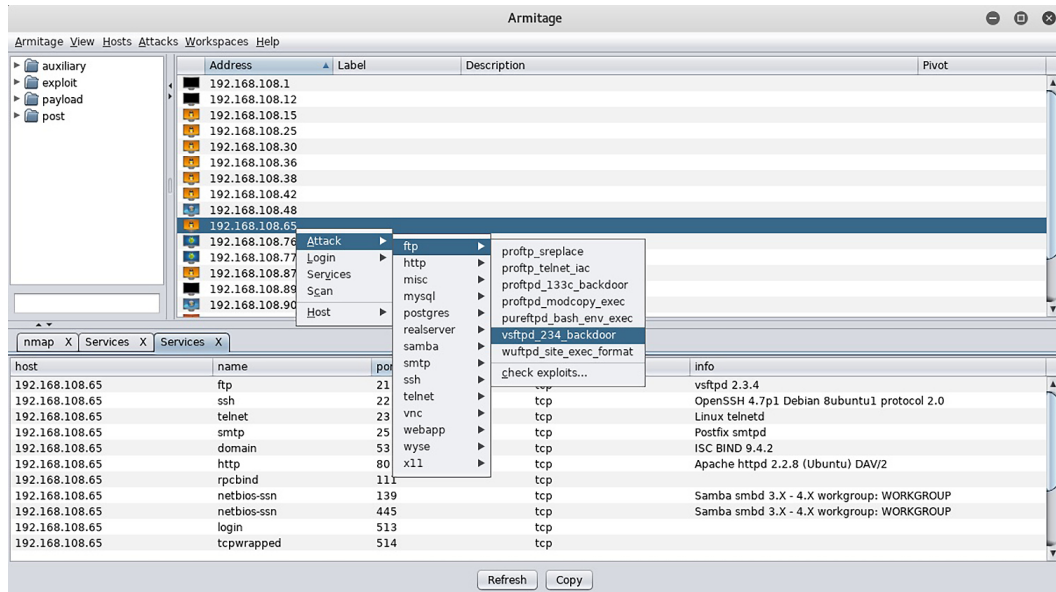 Armitage
Armitage View Hosts Attacks Workspaces Help
auxiliary
exploit
payload
post
Address Label Description Pivot
192.168.108.1
192.168.108.12
192.168.108.15
192.168.108.25
192.168.108.30
192.168.108.36
192.168.108.38
192.168.108.42
192.168.108.48
192.168.108.65
192.168.108.76
192.168.108.77
192.168.108.87
192.168.108.89
192.168.108.90
Attack
Login
Services
Scan
Host
ftp
http
misc
mysql
postgres
realserver
samba
smtp
ssh
telnet
vnc
webapp
wyse
x11
proftp_sreplace
proftp_telnet_iac
proftpd_133c_backdoor
proftpd_modcopy_exec
pureftpd_bash_env_exec
vsftpd_234_backdoor
wuftpd_site_exec_format
check exploits...
nmap X Services X Services X
host name por info
192.168.108.65 ftp 21 tcp vsftpd 2.3.4
192.168.108.65 ssh 22 tcp OpenSSH 4.7p1 Debian 8ubuntu1 protocol 2.0
192.168.108.65 telnet 23 tcp Linux telnetd
192.168.108.65 smtp 25 tcp Postfix smtpd
192.168.108.65 domain 53 tcp ISC BIND 9.4.2
192.168.108.65 http 80 tcp Apache httpd 2.2.8 (Ubuntu) DAV/2
192.168.108.65 rpcbind 111 tcp
192.168.108.65 netbios-ssn 139 tcp Samba smbd 3.X - 4.X workgroup: WORKGROUP
192.168.108.65 netbios-ssn 445 tcp Samba smbd 3.X - 4.X workgroup: WORKGROUP
192.168.108.65 login 513 tcp
192.168.108.65 tcpwrapped 514 tcp
Refresh Copy